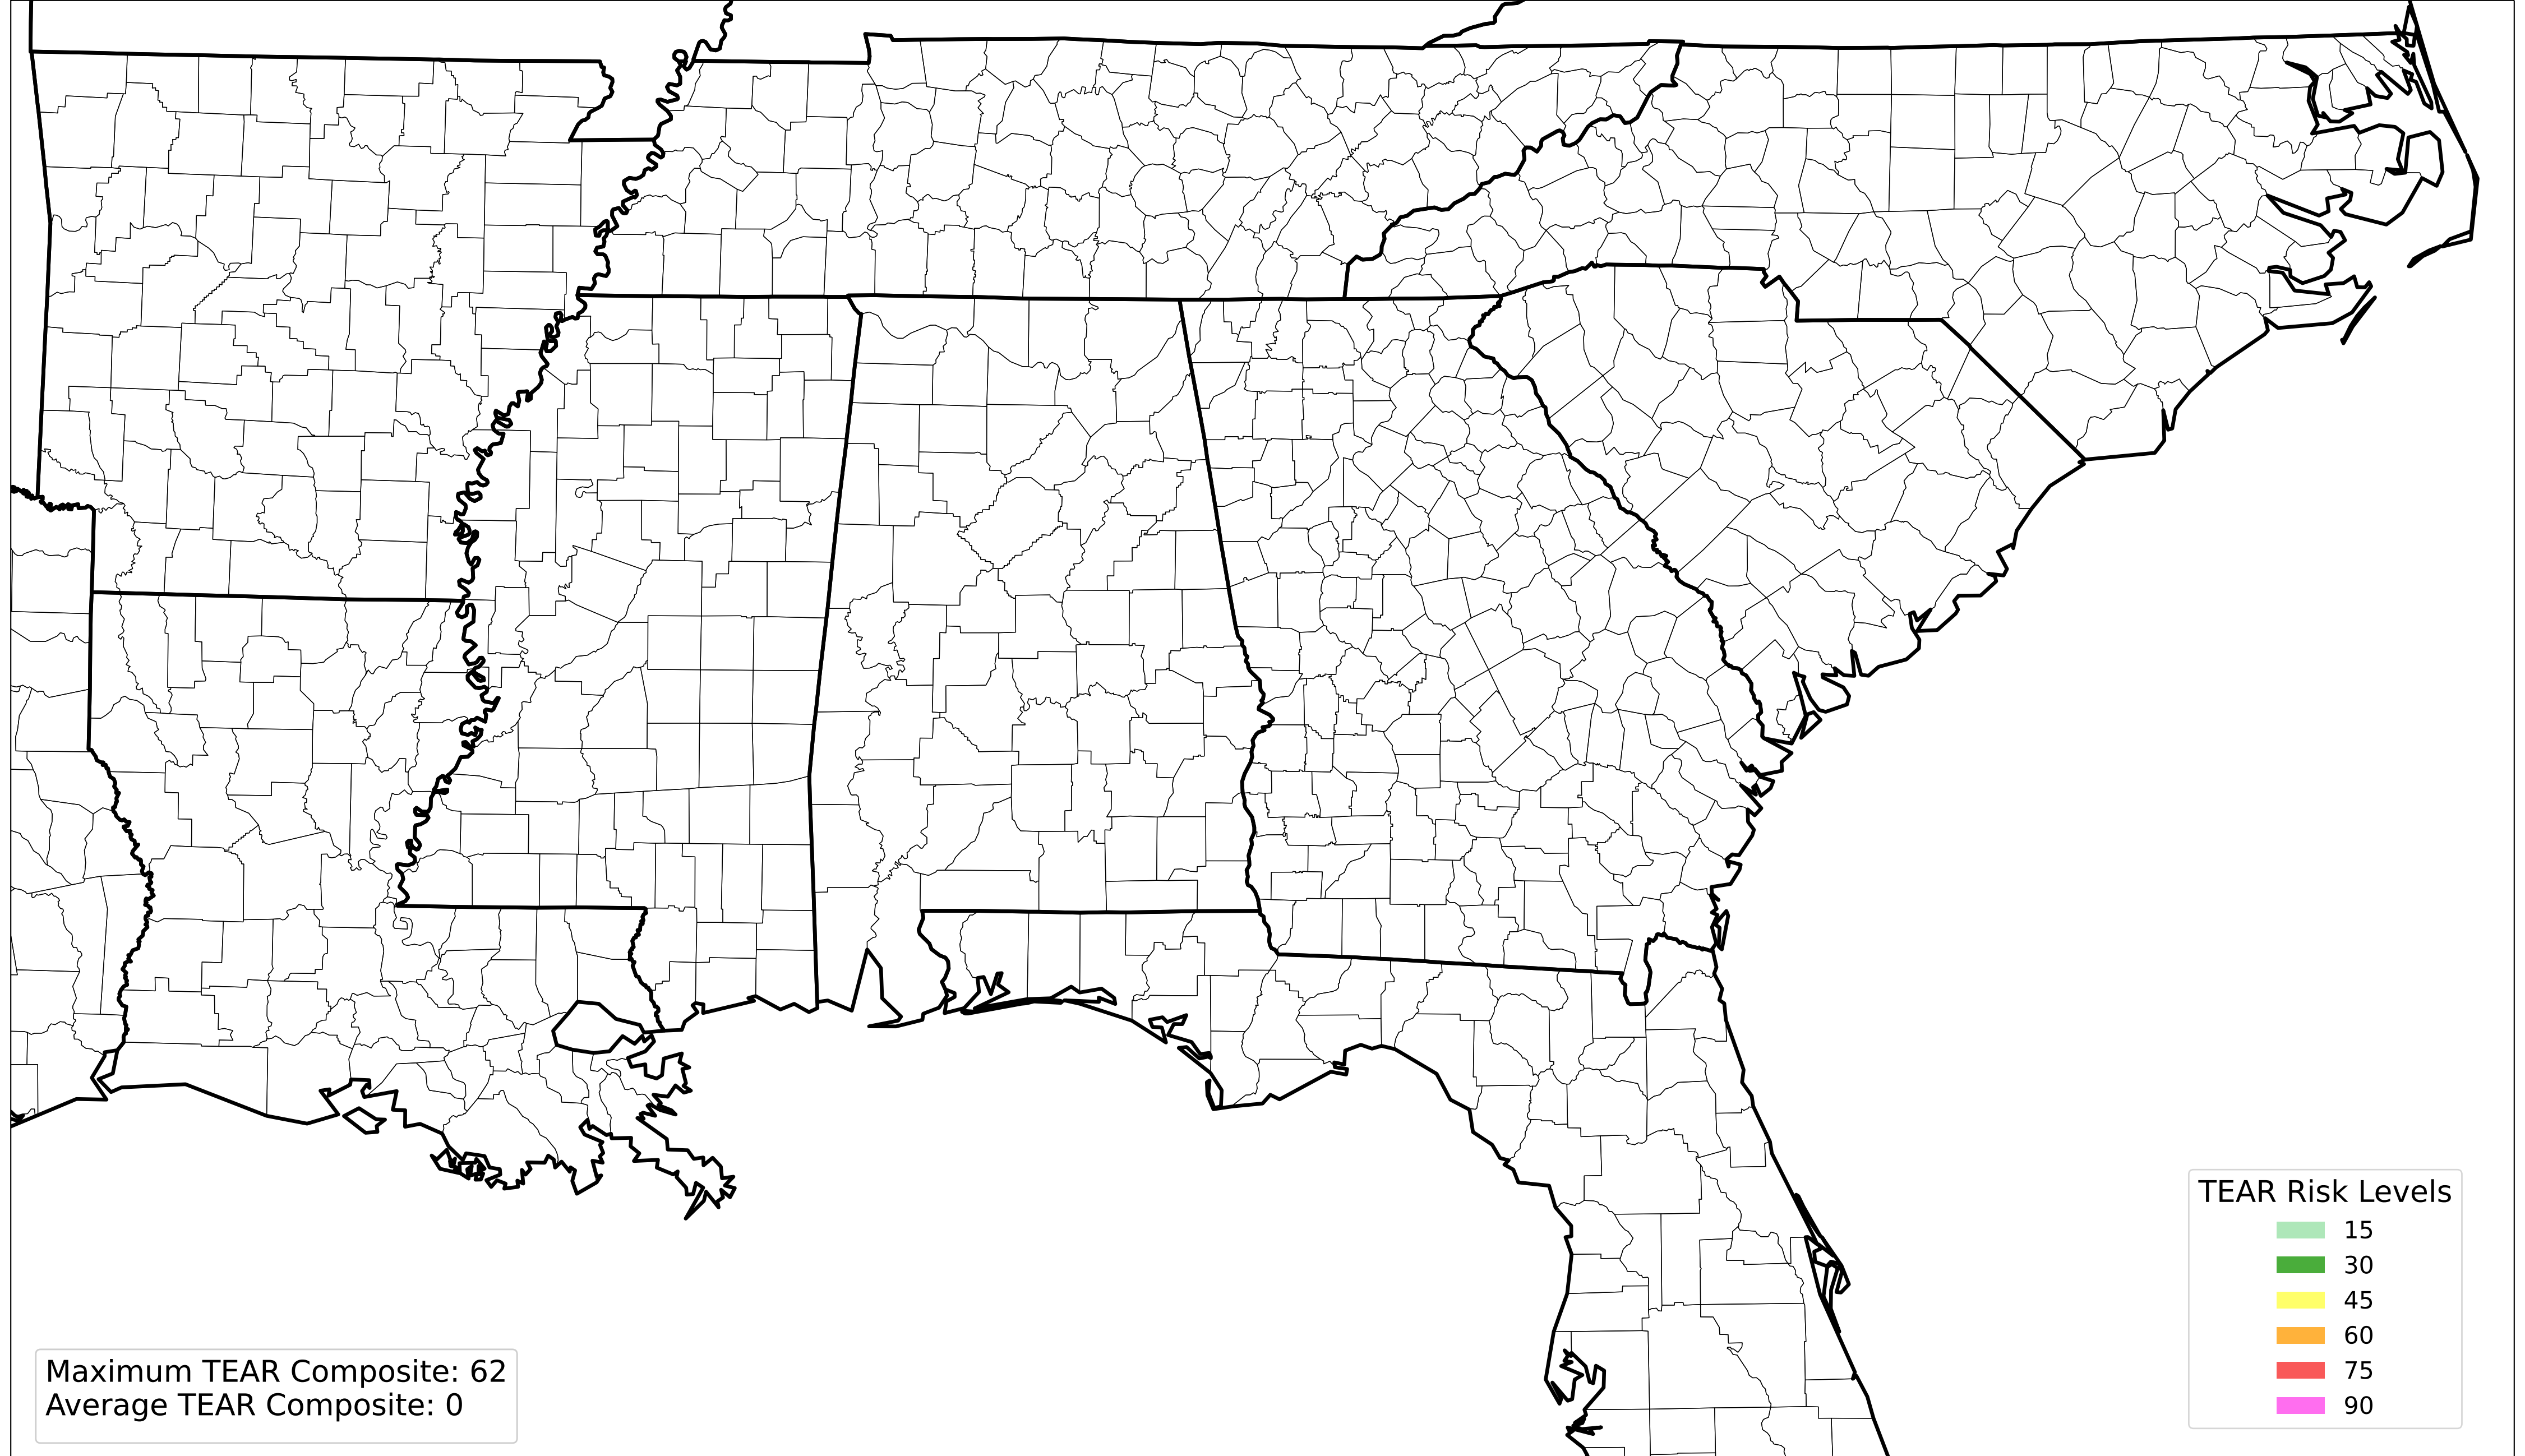 TEAR Risk Levels
15
30
45
60
75
90
Maximum TEAR Composite: 62
Average TEAR Composite: 0